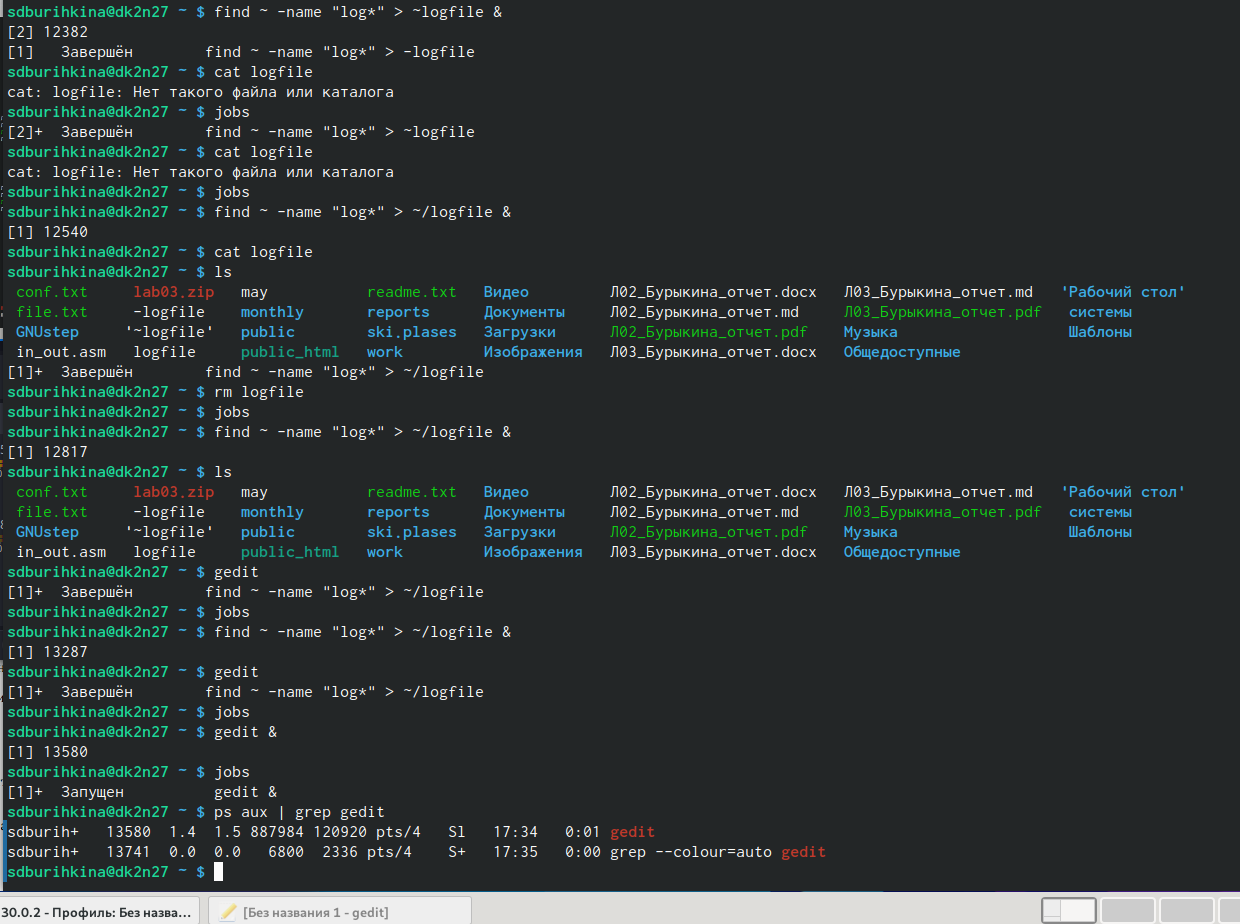 sdburihkina@dk2n27 ~ $ find ~ -name "log*" > ~logfile &
[2] 12382
[1]   Завершён        find ~ -name "log*" > -logfile
sdburihkina@dk2n27 ~ $ cat logfile
cat: logfile: Нет такого файла или каталога
sdburihkina@dk2n27 ~ $ jobs
[2]+  Завершён        find ~ -name "log*" > ~logfile
sdburihkina@dk2n27 ~ $ cat logfile
cat: logfile: Нет такого файла или каталога
sdburihkina@dk2n27 ~ $ jobs
sdburihkina@dk2n27 ~ $ find ~ -name "log*" > ~/logfile &
[1] 12540
sdburihkina@dk2n27 ~ $ cat logfile
sdburihkina@dk2n27 ~ $ ls
 conf.txt     lab03.zip   may           readme.txt   Видео         Л02_Бурыкина_отчет.docx   Л03_Бурыкина_отчет.md   'Рабочий стол'
 file.txt     -logfile    monthly       reports      Документы     Л02_Бурыкина_отчет.md     Л03_Бурыкина_отчет.pdf   системы
 GNUstep     '~logfile'   public        ski.plases   Загрузки      Л02_Бурыкина_отчет.pdf    Музыка                   Шаблоны
 in_out.asm   logfile     public_html   work         Изображения   Л03_Бурыкина_отчет.docx   Общедоступные
[1]+  Завершён        find ~ -name "log*" > ~/logfile
sdburihkina@dk2n27 ~ $ rm logfile
sdburihkina@dk2n27 ~ $ jobs
sdburihkina@dk2n27 ~ $ find ~ -name "log*" > ~/logfile &
[1] 12817
sdburihkina@dk2n27 ~ $ ls
 conf.txt     lab03.zip   may           readme.txt   Видео         Л02_Бурыкина_отчет.docx   Л03_Бурыкина_отчет.md   'Рабочий стол'
 file.txt     -logfile    monthly       reports      Документы     Л02_Бурыкина_отчет.md     Л03_Бурыкина_отчет.pdf   системы
 GNUstep     '~logfile'   public        ski.plases   Загрузки      Л02_Бурыкина_отчет.pdf    Музыка                   Шаблоны
 in_out.asm   logfile     public_html   work         Изображения   Л03_Бурыкина_отчет.docx   Общедоступные
sdburihkina@dk2n27 ~ $ gedit
[1]+  Завершён        find ~ -name "log*" > ~/logfile
sdburihkina@dk2n27 ~ $ jobs
sdburihkina@dk2n27 ~ $ find ~ -name "log*" > ~/logfile &
[1] 13287
sdburihkina@dk2n27 ~ $ gedit
[1]+  Завершён        find ~ -name "log*" > ~/logfile
sdburihkina@dk2n27 ~ $ jobs
sdburihkina@dk2n27 ~ $ gedit &
[1] 13580
sdburihkina@dk2n27 ~ $ jobs
[1]+  Запущен          gedit &
sdburihkina@dk2n27 ~ $ ps aux | grep gedit
sdburih+   13580  1.4  1.5 887984 120920 pts/4   Sl   17:34   0:01 gedit
sdburih+   13741  0.0  0.0   6800  2336 pts/4    S+   17:35   0:00 grep --colour=auto gedit
sdburihkina@dk2n27 ~ $
30.0.2 - Профиль: Без назва... [Без названия 1 - gedit]